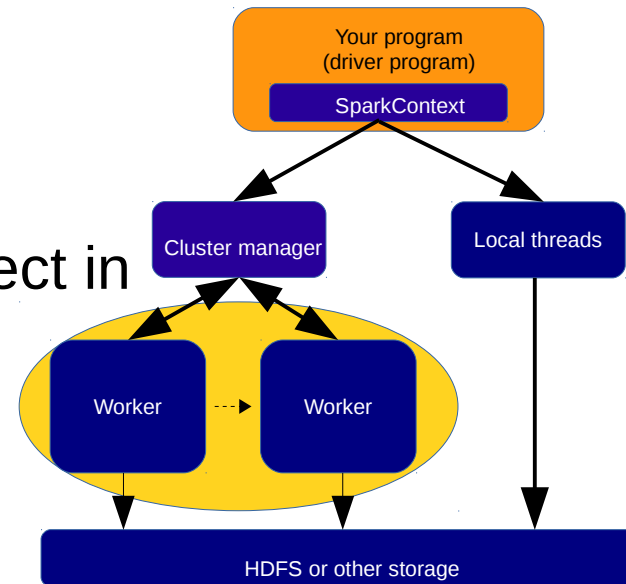 Your program
(driver program)
SparkContext
Cluster manager
Local threads
ect in
Worker
Worker
HDFS or other storage